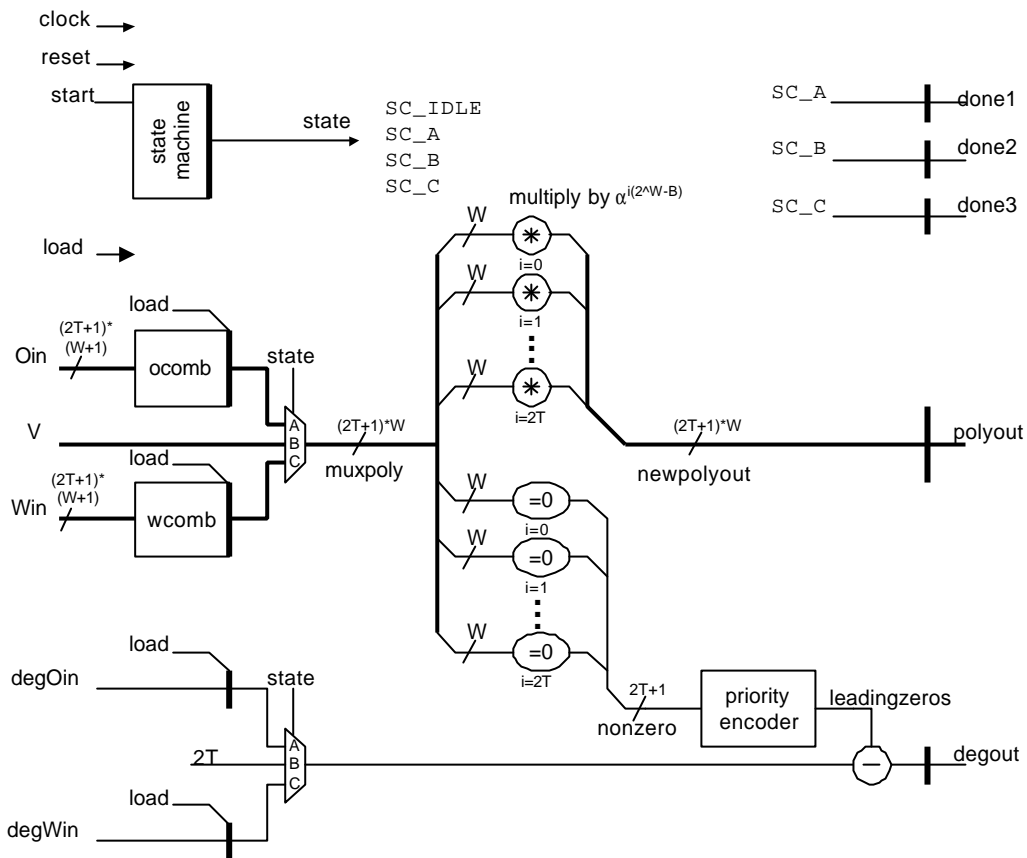 clock
reset
start
state machine
state
SC_IDLE
SC_A
SC_B
SC_C
SC_A
done1
SC_B
done2
SC_C
done3
multiply by α^i(2^W-B)
load
W
*
i=0
W
*
i=1
W
*
i=2T
load
(2T+1)*
(W+1)
Oin
ocomb
state
V
A
B
C
(2T+1)*W
muxpoly
(2T+1)*W
newpolyout
polyout
load
(2T+1)*
(W+1)
Win
wcomb
W
=0
i=0
W
=0
i=1
W
=0
i=2T
load
degOin
state
2T
A
B
C
load
degWin
2T+1
nonzero
priority
encoder
leadingzeros
−
degout